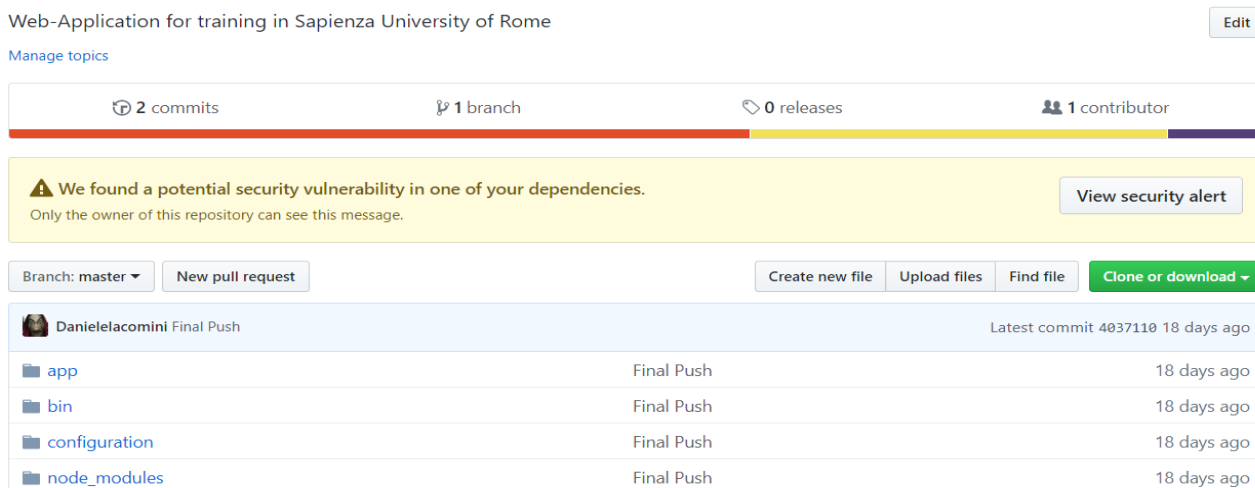 Web-Application for training in Sapienza University of Rome
Edit
Manage topics
2 commits
1 branch
0 releases
1 contributor
We found a potential security vulnerability in one of your dependencies.
Only the owner of this repository can see this message.
View security alert
Branch: master
New pull request
Create new file
Upload files
Find file
Clone or download
Danielelacomini Final Push
Latest commit 4037110 18 days ago
app Final Push 18 days ago
bin Final Push 18 days ago
configuration Final Push 18 days ago
node_modules Final Push 18 days ago